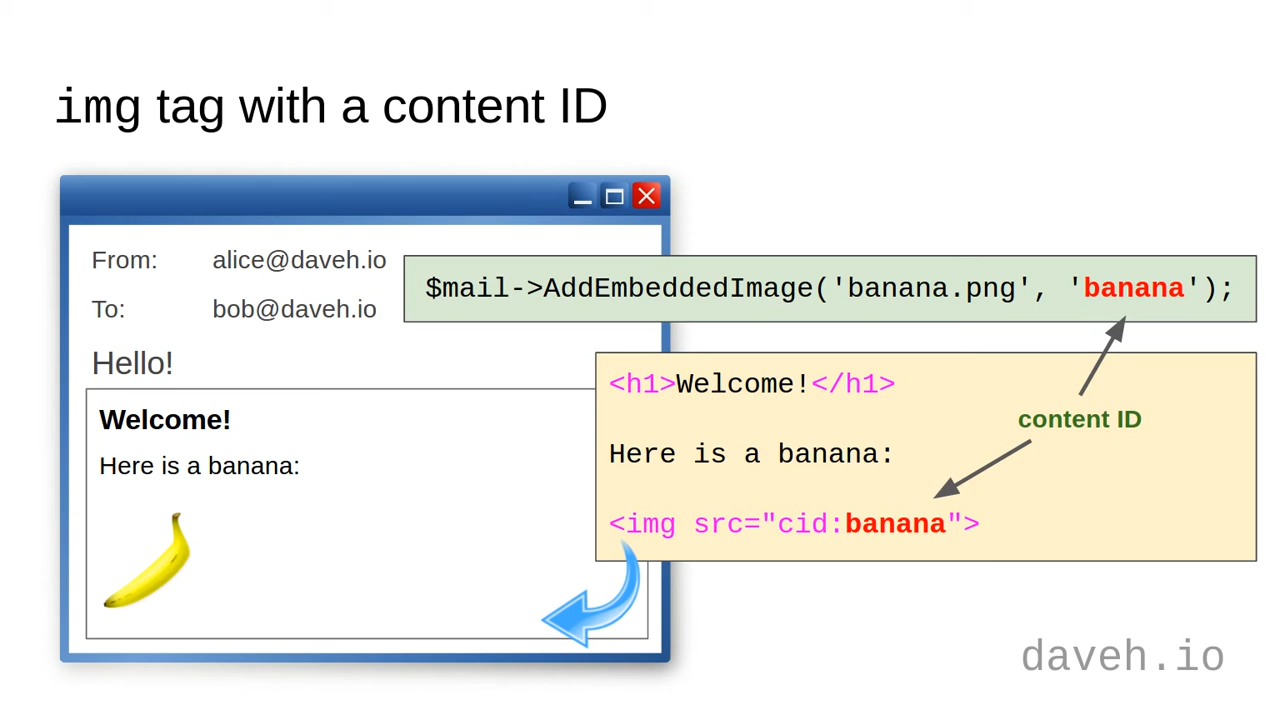 img tag with a content ID
From: alice@daveh.io
To: bob@daveh.io
Hello!
Welcome!
Here is a banana:
$mail->AddEmbeddedImage('banana.png', 'banana');
<h1>Welcome!</h1>
content ID
Here is a banana:
<img src="cid:banana">
daveh.io